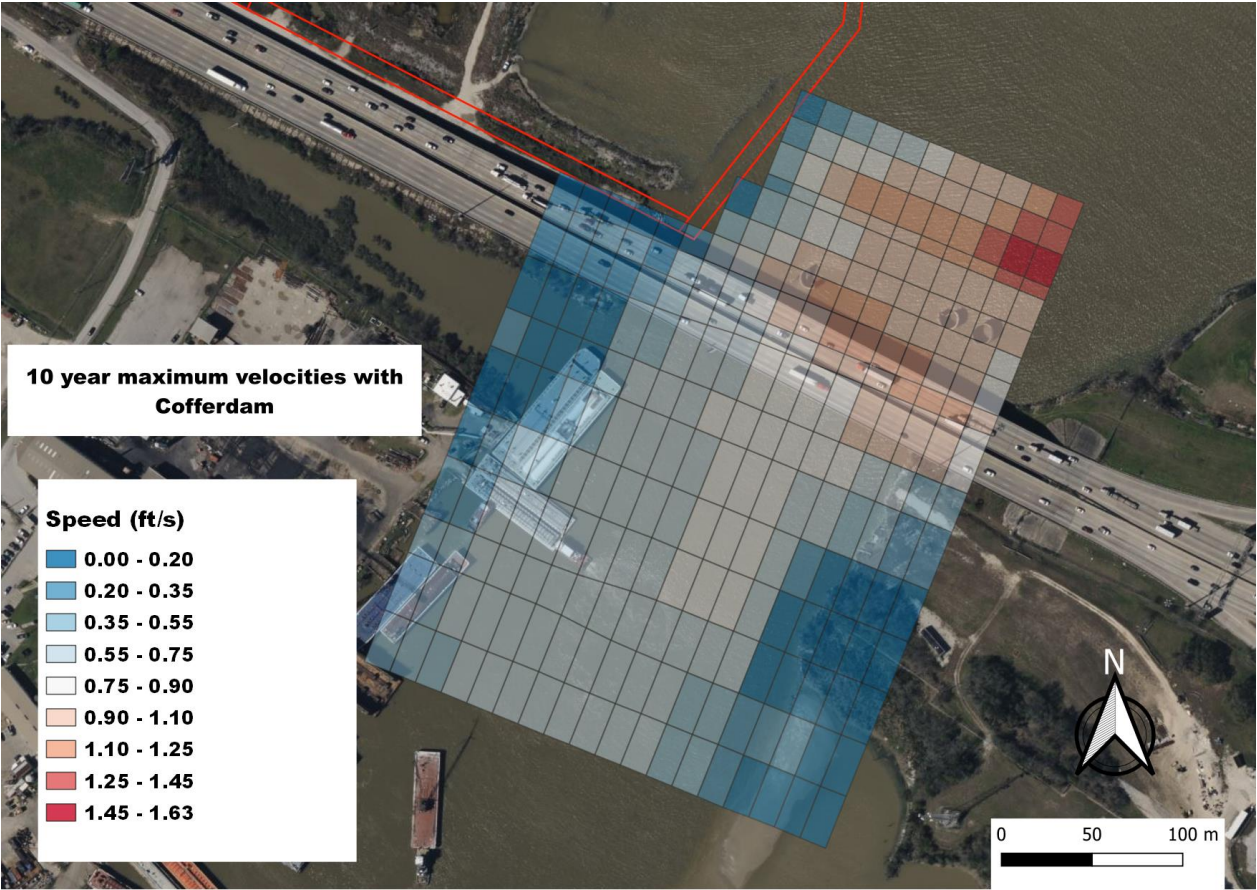 10 year maximum velocities with
Cofferdam
Speed (ft/s)
0.00 - 0.20
0.20 - 0.35
0.35 - 0.55
0.55 - 0.75
0.75 - 0.90
0.90 - 1.10
1.10 - 1.25
1.25 - 1.45
1.45 - 1.63
N
0 50 100 m